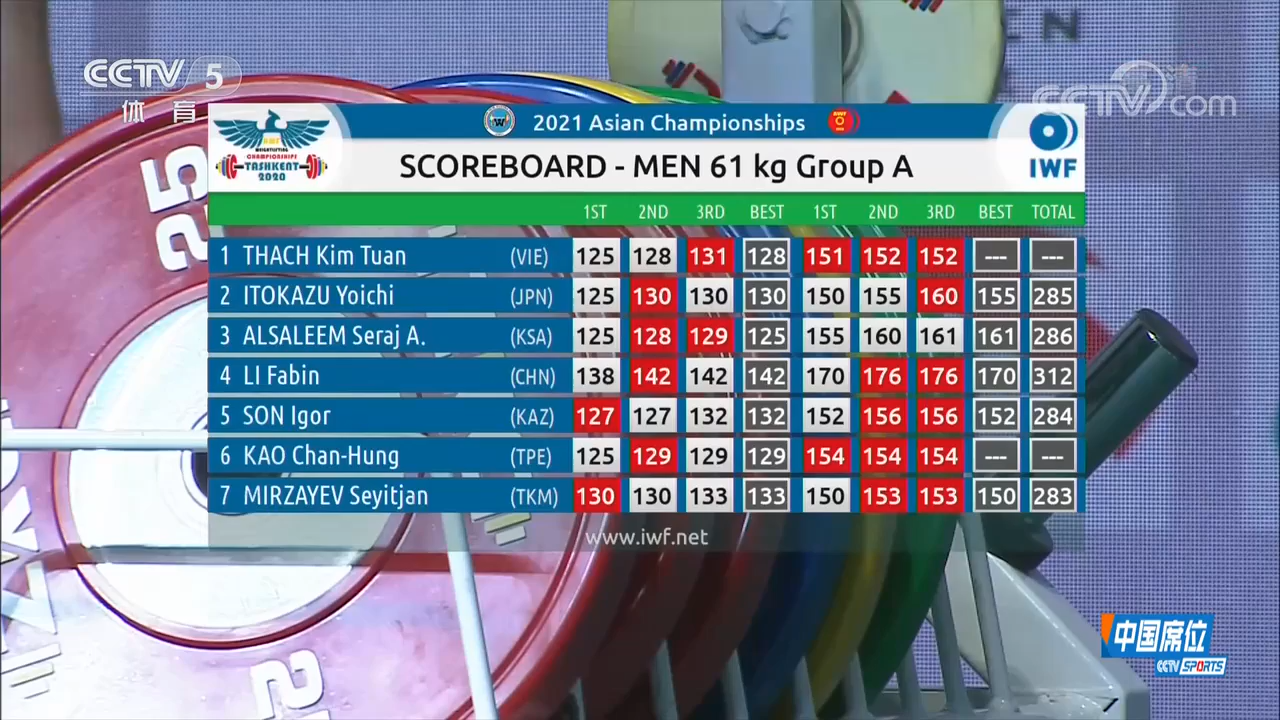 CCTV 5
体育
CCTV.com
2021 Asian Championships
SCOREBOARD - MEN 61 kg Group A
CHAMPIONSHIPS
TASHKENT
2020
IWF
1ST 2ND 3RD BEST 1ST 2ND 3RD BEST TOTAL
1 THACH Kim Tuan (VIE) 125 128 131 128 151 152 152 --- ---
2 ITOKAZU Yoichi (JPN) 125 130 130 130 150 155 160 155 285
3 ALSALEEM Seraj A. (KSA) 125 128 129 125 155 160 161 161 286
4 LI Fabin (CHN) 138 142 142 142 170 176 176 170 312
5 SON Igor (KAZ) 127 127 132 132 152 156 156 152 284
6 KAO Chan-Hung (TPE) 125 129 129 129 154 154 154 --- ---
7 MIRZAYEV Seyitjan (TKM) 130 130 133 133 150 153 153 150 283
www.iwf.net
25
中国席位
CCTV SPORTS